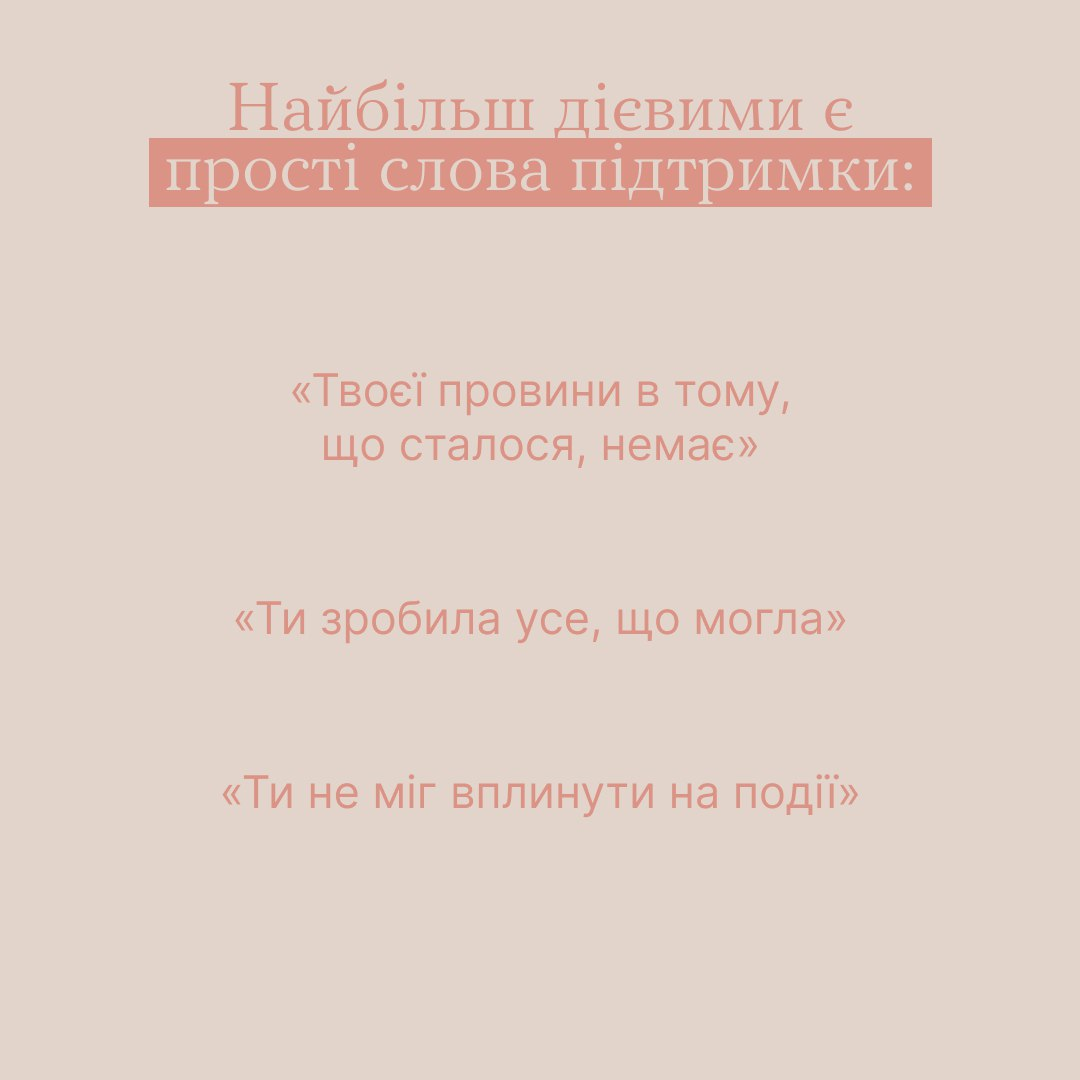 Найбільш дієвими є
прості слова підтримки:
«Твоєї провини в тому,
що сталося, немає»
«Ти зробила усе, що могла»
«Ти не міг вплинути на події»